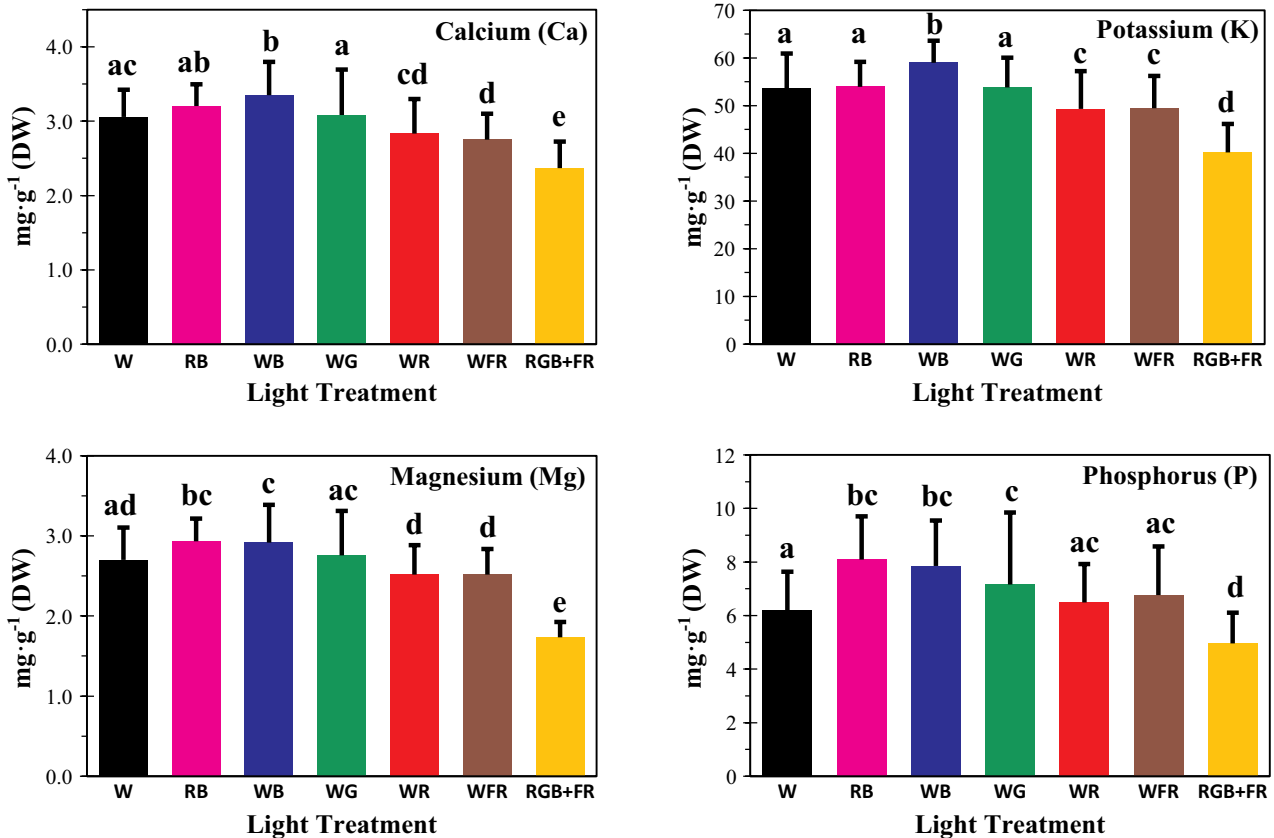 Calcium (Ca)
mg·g-1 (DW)
4.0
3.0
2.0
1.0
0.0
ac ab b a cd d e
W RB WB WG WR WFR RGB+FR
Light Treatment
Potassium (K)
mg·g-1 (DW)
70
60
50
40
30
20
10
0
a a b a c c d
W RB WB WG WR WFR RGB+FR
Light Treatment
Magnesium (Mg)
mg·g-1 (DW)
4.0
3.0
2.0
1.0
0.0
ad bc c ac d d e
W RB WB WG WR WFR RGB+FR
Light Treatment
Phosphorus (P)
mg·g-1 (DW)
12
10
8
6
4
2
0
a bc bc c ac ac d
W RB WB WG WR WFR RGB+FR
Light Treatment